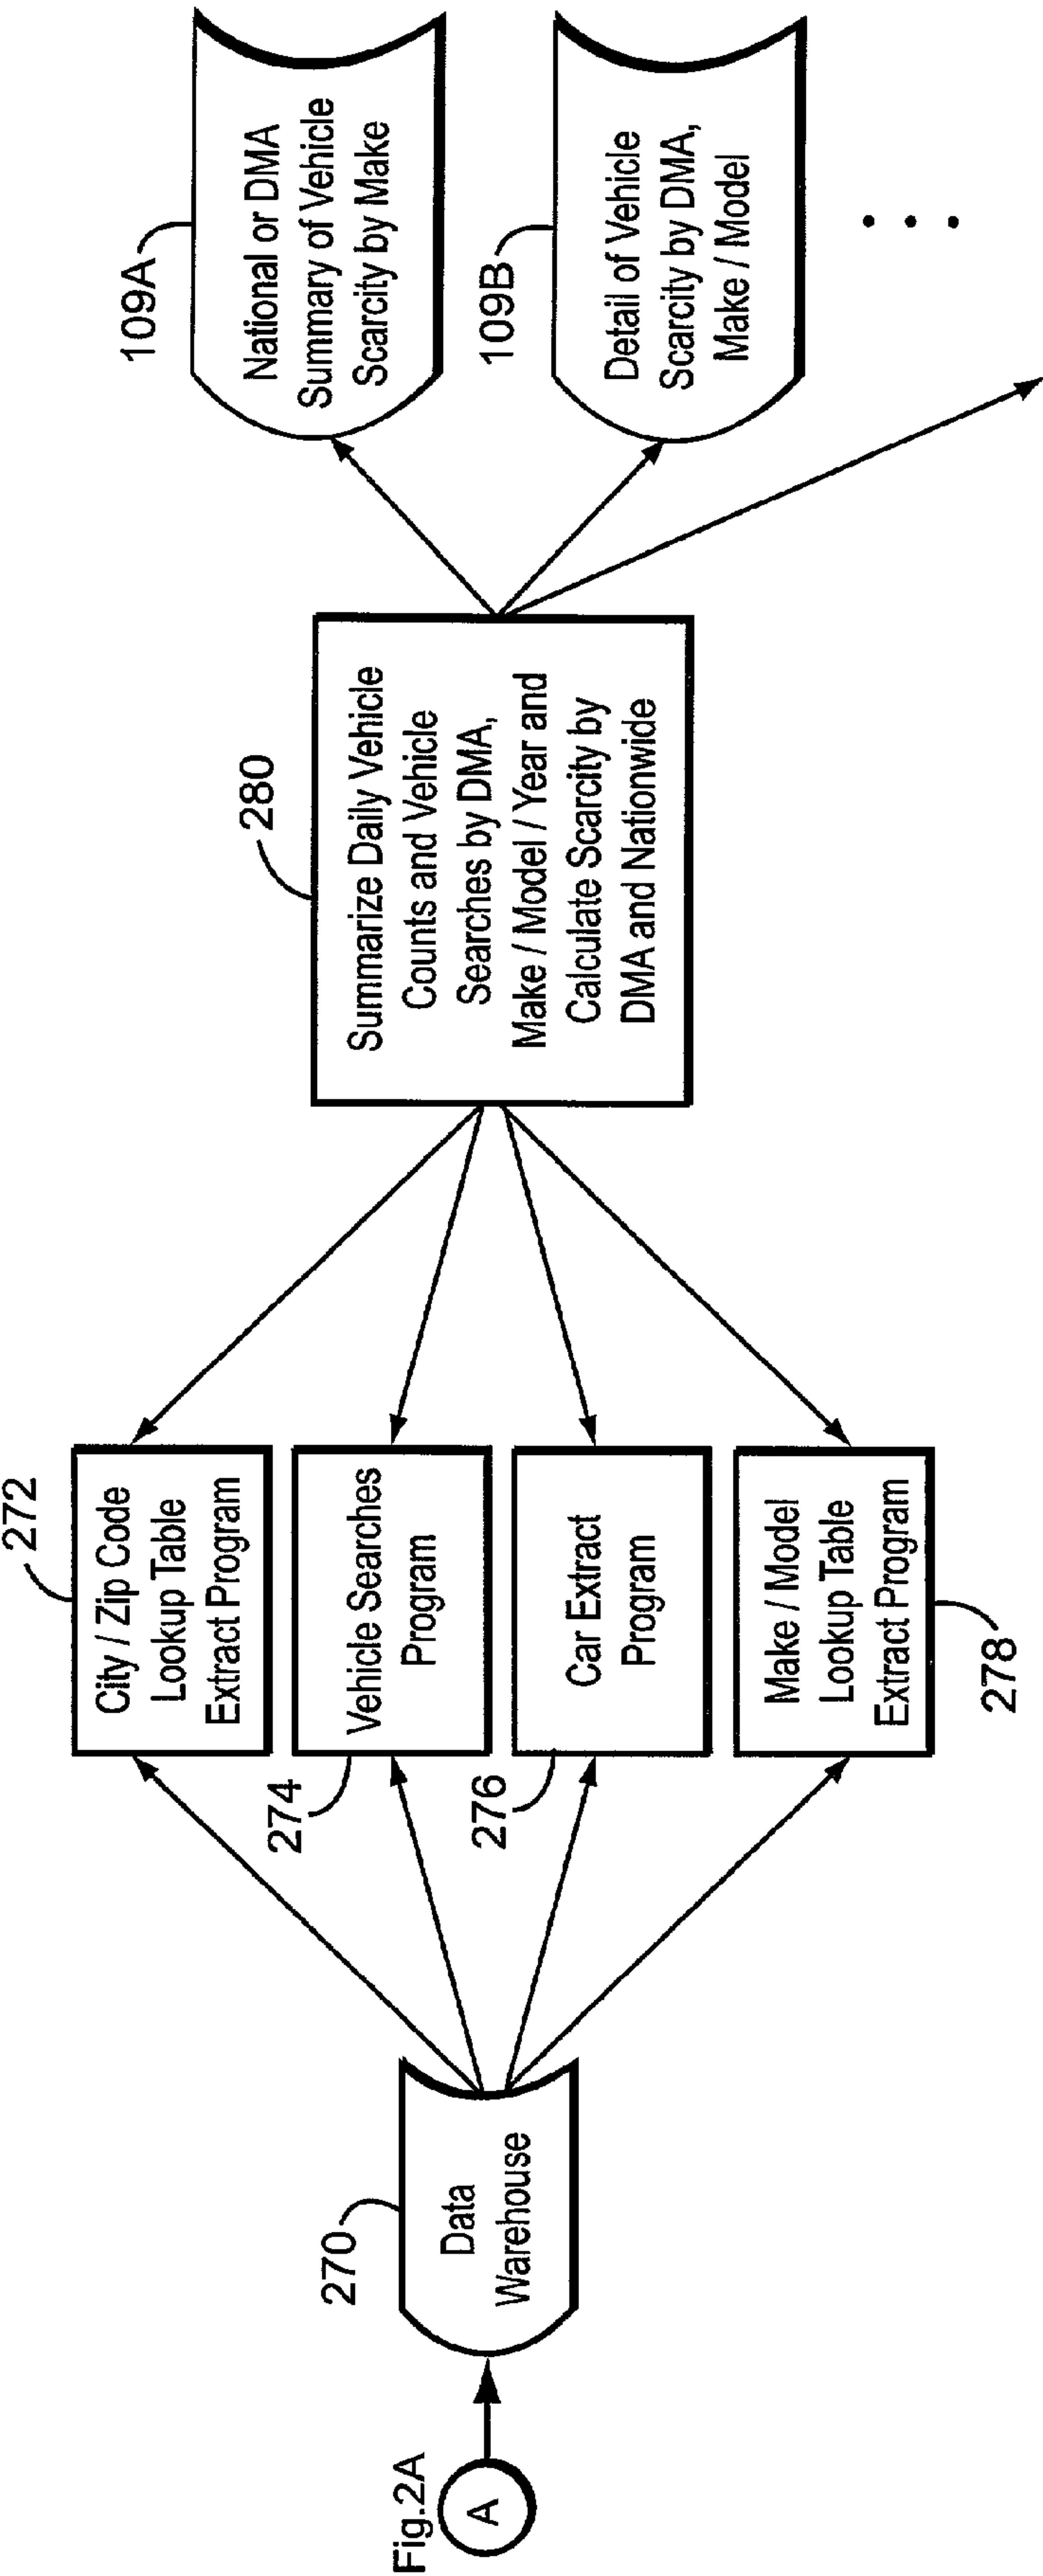 Fig.2A
A
270
Data
Warehouse
272
City / Zip Code
Lookup Table
Extract Program
274
Vehicle Searches
Program
276
Car Extract
Program
Make / Model
Lookup Table
Extract Program
278
280
Summarize Daily Vehicle
Counts and Vehicle
Searches by DMA,
Make / Model / Year and
Calculate Scarcity by
DMA and Nationwide
109A
National or DMA
Summary of Vehicle
Scarcity by Make
109B
Detail of Vehicle
Scarcity by DMA,
Make / Model